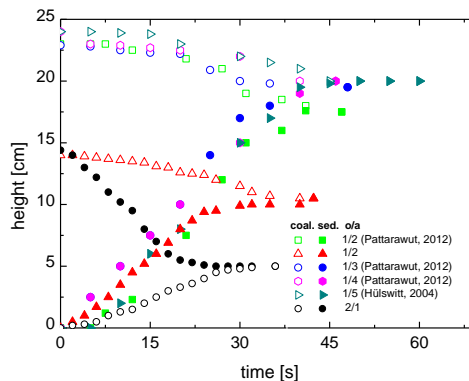 25
20
15
10
5
0
height [cm]
coal. sed. o/a
1/2 (Pattarawut, 2012)
1/2
1/3 (Pattarawut, 2012)
1/4 (Pattarawut, 2012)
1/5 (Hülswitt, 2004)
2/1
0 15 30 45 60
time [s]